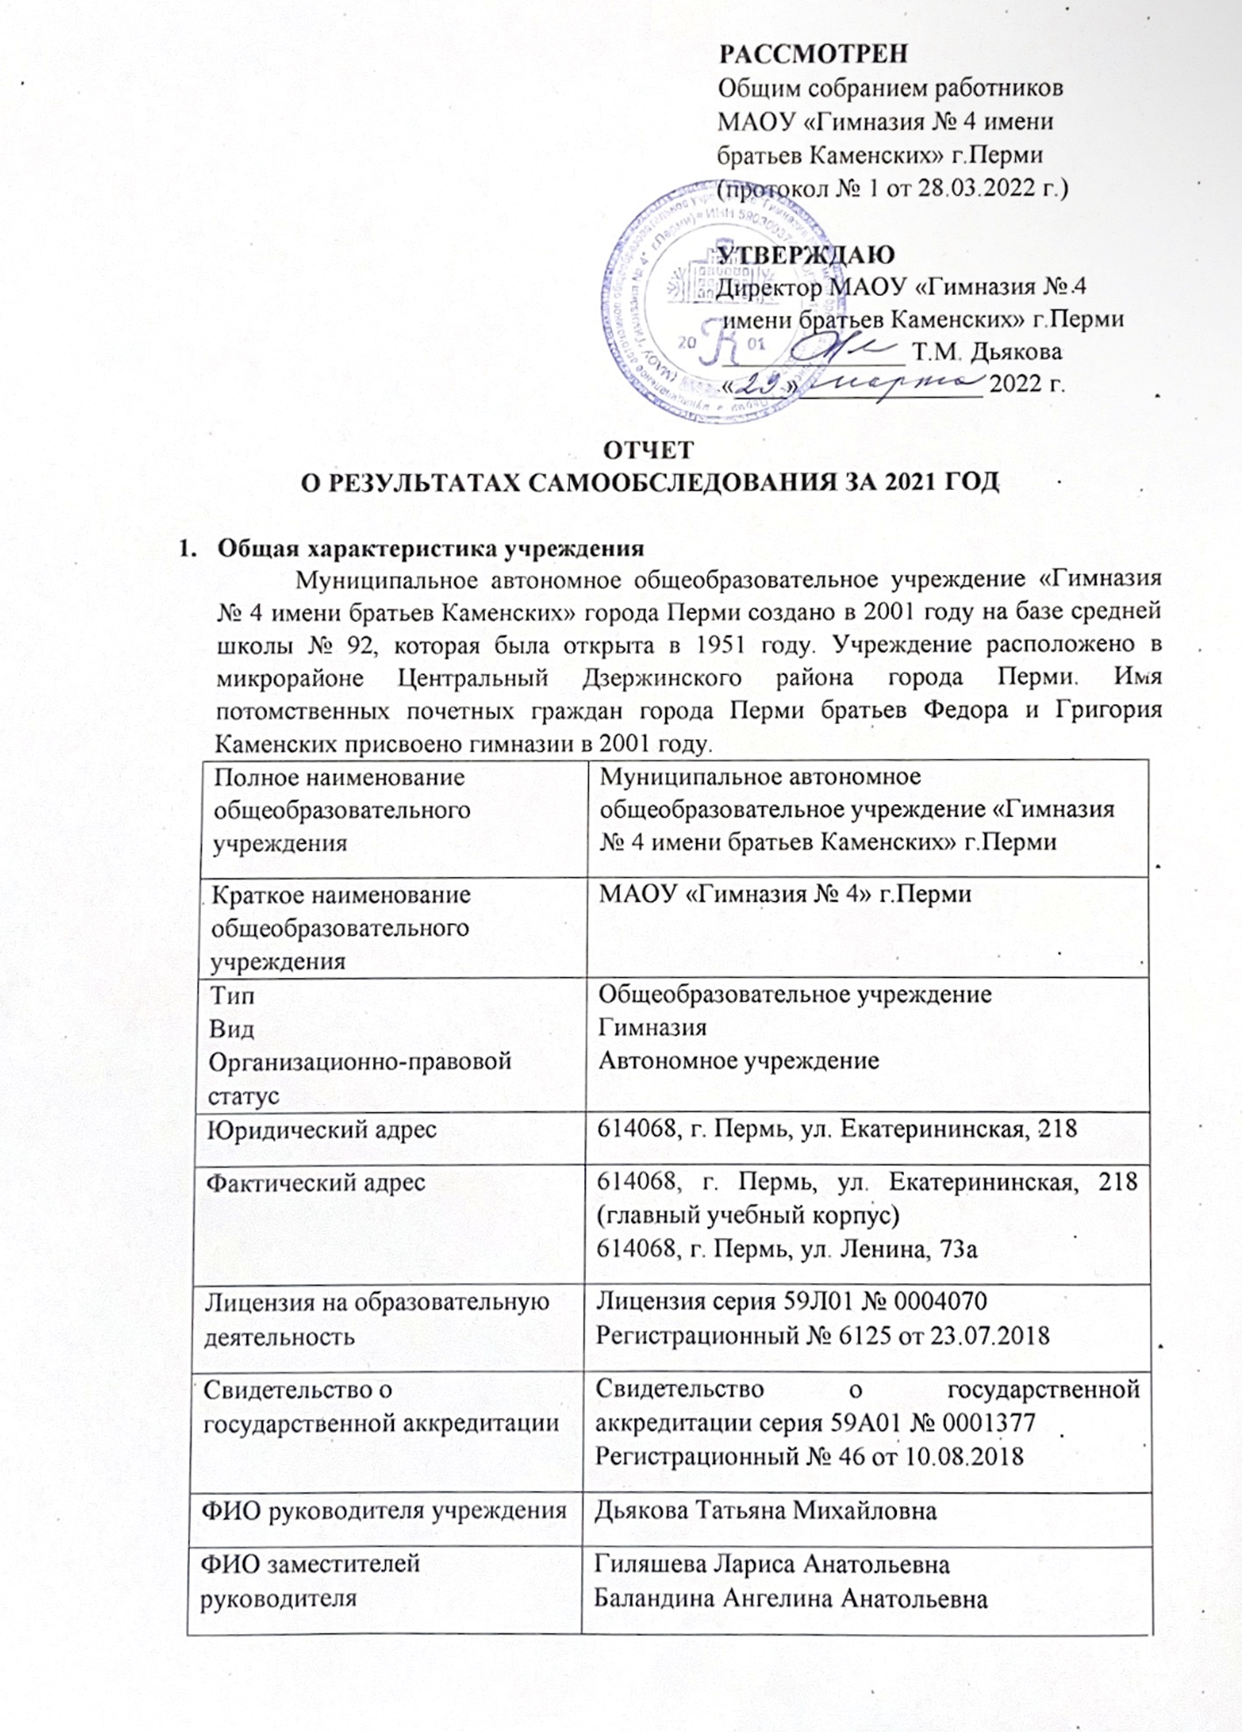 РАССМОТРЕН
Общим собранием работников
МАОУ «Гимназия № 4 имени
братьев Каменских» г.Перми
(протокол № 1 от 28.03.2022 г.)
УТВЕРЖДАЮ
Директор МАОУ «Гимназия № 4
имени братьев Каменских» г.Перми
Т.М. Дьякова
«29» марта 2022 г.
20 К 01
ОТЧЕТ
О РЕЗУЛЬТАТАХ САМООБСЛЕДОВАНИЯ ЗА 2021 ГОД
1. Общая характеристика учреждения
Муниципальное автономное общеобразовательное учреждение «Гимназия
№ 4 имени братьев Каменских» города Перми создано в 2001 году на базе средней
школы № 92, которая была открыта в 1951 году. Учреждение расположено в
микрорайоне Центральный Дзержинского района города Перми. Имя
потомственных почетных граждан города Перми братьев Федора и Григория
Каменских присвоено гимназии в 2001 году.
Полное наименование
общеобразовательного
учреждения
Муниципальное автономное
общеобразовательное учреждение «Гимназия
№ 4 имени братьев Каменских» г.Перми
Краткое наименование
общеобразовательного
учреждения
МАОУ «Гимназия № 4» г.Перми
Тип
Вид
Организационно-правовой
статус
Общеобразовательное учреждение
Гимназия
Автономное учреждение
Юридический адрес
614068, г. Пермь, ул. Екатерининская, 218
Фактический адрес
614068, г. Пермь, ул. Екатерининская, 218
(главный учебный корпус)
614068, г. Пермь, ул. Ленина, 73а
Лицензия на образовательную
деятельность
Лицензия серия 59Л01 № 0004070
Регистрационный № 6125 от 23.07.2018
Свидетельство о
государственной аккредитации
Свидетельство о государственной
аккредитации серия 59А01 № 0001377
Регистрационный № 46 от 10.08.2018
ФИО руководителя учреждения
Дьякова Татьяна Михайловна
ФИО заместителей
руководителя
Гиляшева Лариса Анатольевна
Баландина Ангелина Анатольевна